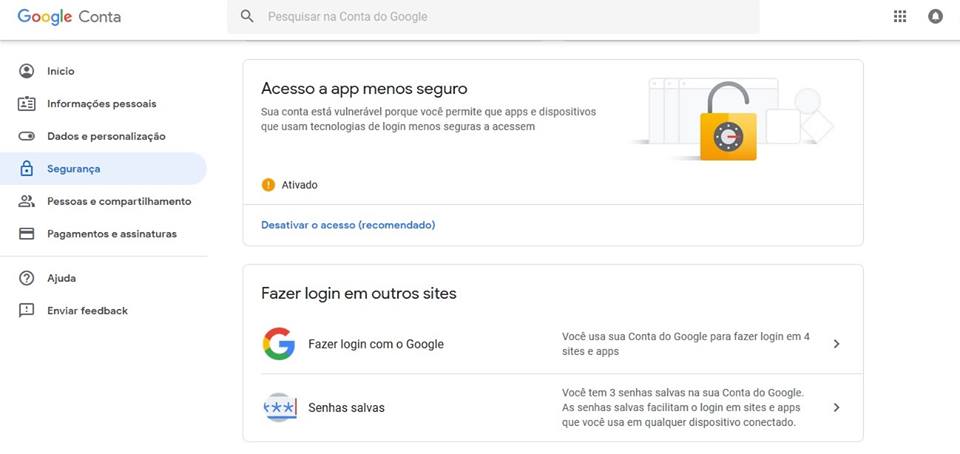 Google Conta
Pesquisar na Conta do Google
Início
Informações pessoais
Dados e personalização
Segurança
Pessoas e compartilhamento
Pagamentos e assinaturas
Ajuda
Enviar feedback
Acesso a app menos seguro
Sua conta está vulnerável porque você permite que apps e dispositivos
que usam tecnologias de login menos seguras a acessem
Ativado
Desativar o acesso (recomendado)
Fazer login em outros sites
Fazer login com o Google
Você usa sua Conta do Google para fazer login em 4
sites e apps
Senhas salvas
Você tem 3 senhas salvas na sua Conta do Google.
As senhas salvas facilitam o login em sites e apps
que você usa em qualquer dispositivo conectado.